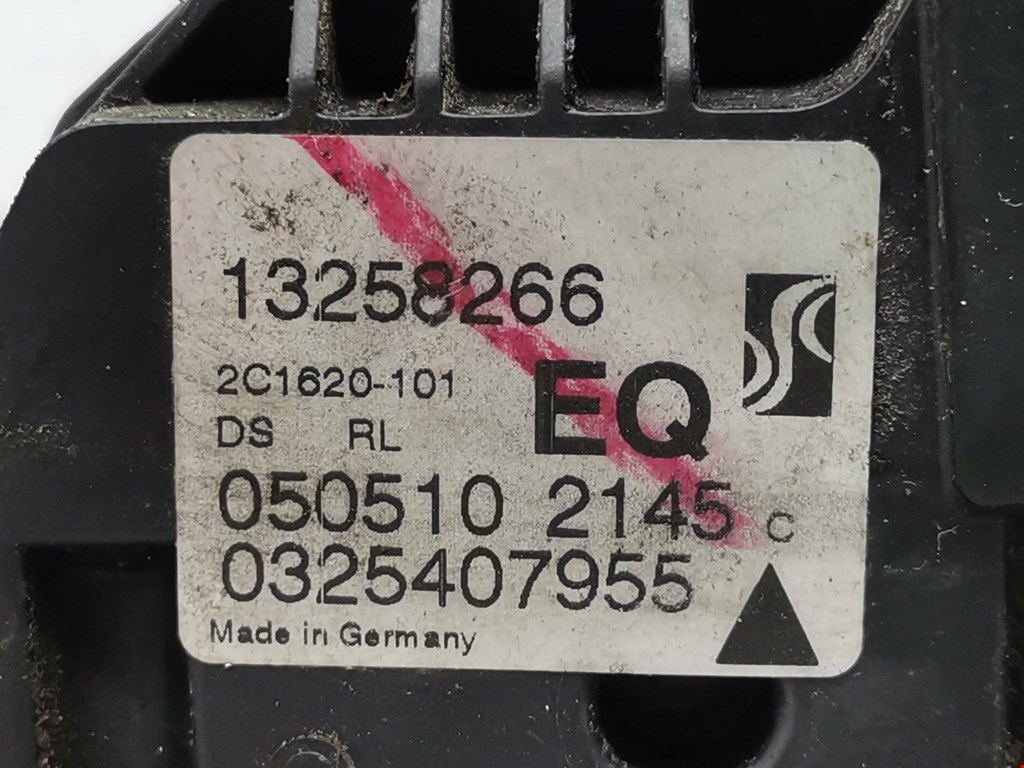 13258266
2C1620-101
DS RL EQ
050510 2145 C
0325407955
Made in Germany